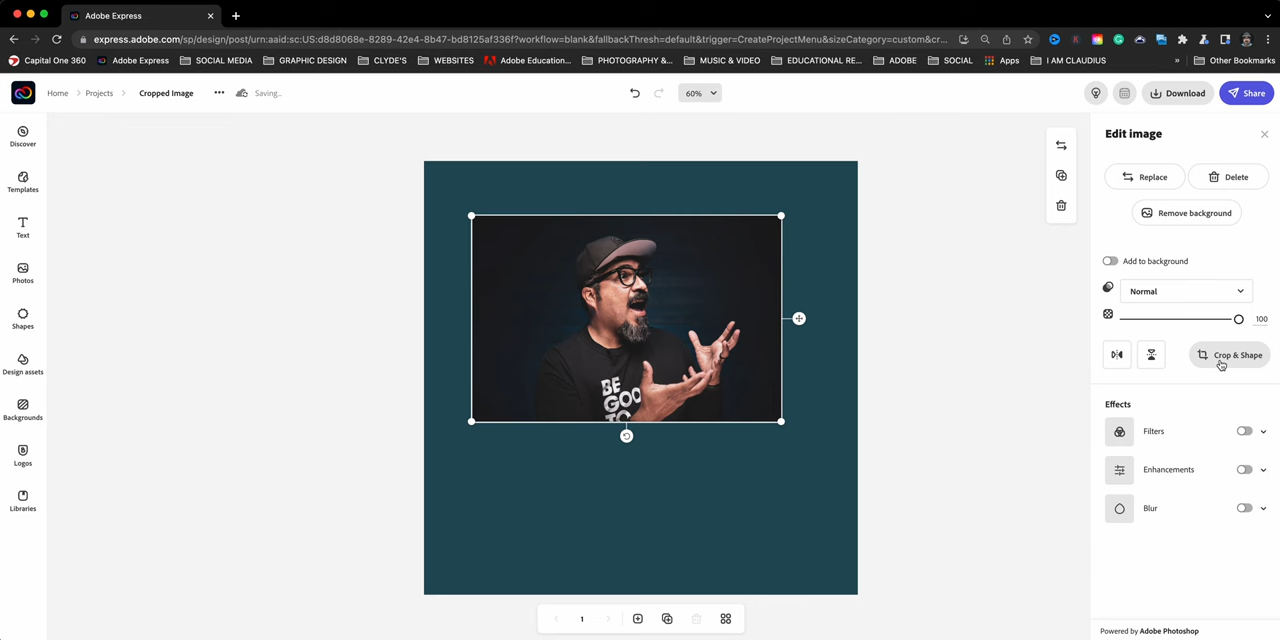 Adobe Express
express.adobe.com/sp/design/post/urn:aaid:sc:US:d8d8068e-8289-42e4-8b47-bd8125af336f?workflow=blank&fallbackThresh=default&trigger=CreateProjectMenu&sizeCategory=custom&cr...
Capital One 360
Adobe Express
SOCIAL MEDIA
GRAPHIC DESIGN
CLYDE'S
WEBSITES
Adobe Education...
PHOTOGRAPHY &...
MUSIC & VIDEO
EDUCATIONAL RE...
ADOBE
SOCIAL
Apps
I AM CLAUDIUS
»
Other Bookmarks
Home > Projects > Cropped Image ••• Saving...
60%
Download
Share
Discover
Templates
Text
Photos
Shapes
Design assets
Backgrounds
Logos
Libraries
BE
GOO
TO
1
Edit image
Replace
Delete
Remove background
Add to background
Normal
100
Crop & Shape
Effects
Filters
Enhancements
Blur
Powered by Adobe Photoshop